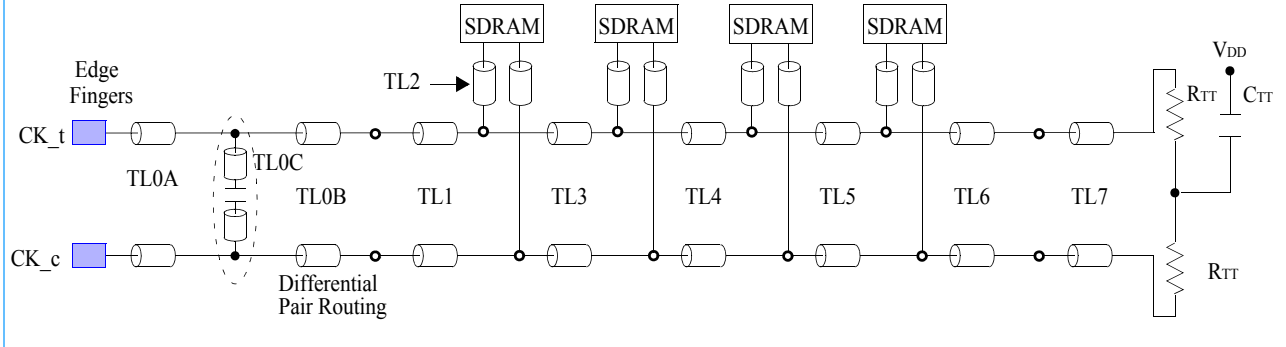 SDRAM
SDRAM
SDRAM
SDRAM
Edge
Fingers
TL2
VDD
RTT
CTT
CK_t
TL0C
TL0A
TL0B
TL1
TL3
TL4
TL5
TL6
TL7
CK_c
Differential
Pair Routing
RTT